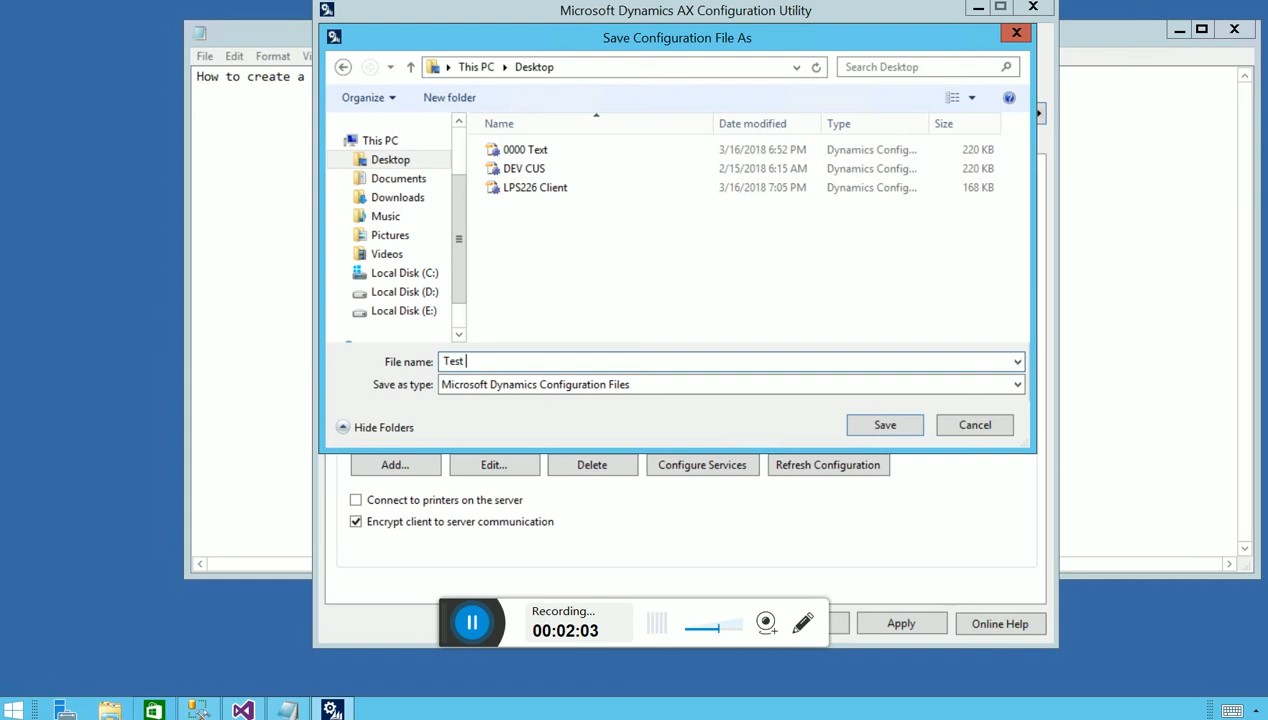 Microsoft Dynamics AX Configuration Utility
Save Configuration File As
File Edit Format Vi
How to create a
This PC Desktop
Search Desktop
Organize New folder
Name Date modified Type Size
This PC
Desktop
Documents
Downloads
Music
Pictures
Videos
Local Disk (C:)
Local Disk (D:)
Local Disk (E:)
0000 Text 3/16/2018 6:52 PM Dynamics Config... 220 KB
DEV CUS 2/15/2018 6:15 AM Dynamics Config... 220 KB
LPS226 Client 3/16/2018 7:05 PM Dynamics Config... 168 KB
File name: Test
Save as type: Microsoft Dynamics Configuration Files
Hide Folders Save Cancel
Add... Edit... Delete Configure Services Refresh Configuration
Connect to printers on the server
Encrypt client to server communication
Recording...
00:02:03
Apply Online Help